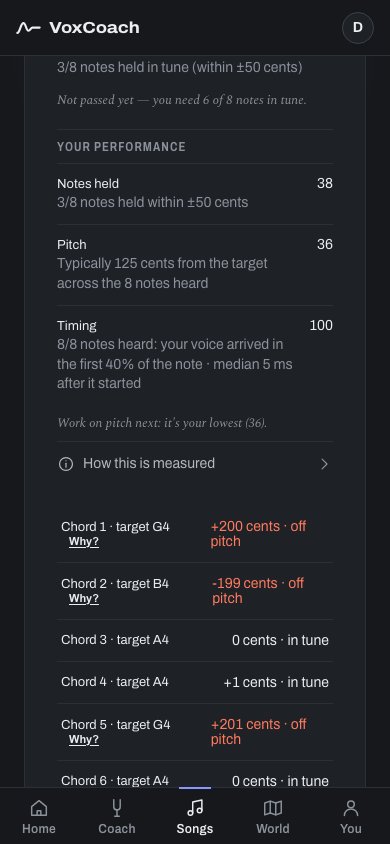 VoxCoach
D
3/8 notes held in tune (within ±50 cents)
Not passed yet — you need 6 of 8 notes in tune.
YOUR PERFORMANCE
Notes held 38
3/8 notes held within ±50 cents
Pitch 36
Typically 125 cents from the target
across the 8 notes heard
Timing 100
8/8 notes heard: your voice arrived in
the first 40% of the note · median 5 ms
after it started
Work on pitch next: it's your lowest (36).
How this is measured
Chord 1 · target G4 +200 cents · off
Why? pitch
Chord 2 · target B4 -199 cents · off
Why? pitch
Chord 3 · target A4 0 cents · in tune
Chord 4 · target A4 +1 cents · in tune
Chord 5 · target G4 +201 cents · off
Why? pitch
Chord 6 · target A4 0 cents · in tune
Home Coach Songs World You